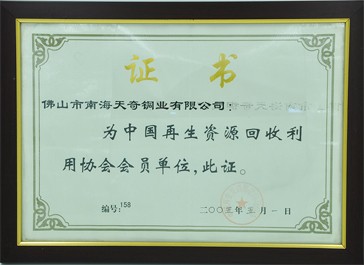 证书
佛山市南海天奇铜业有限公司：
为中国再生资源回收利
用协会会员单位，此证。
编号：158
二〇〇三年三月一日